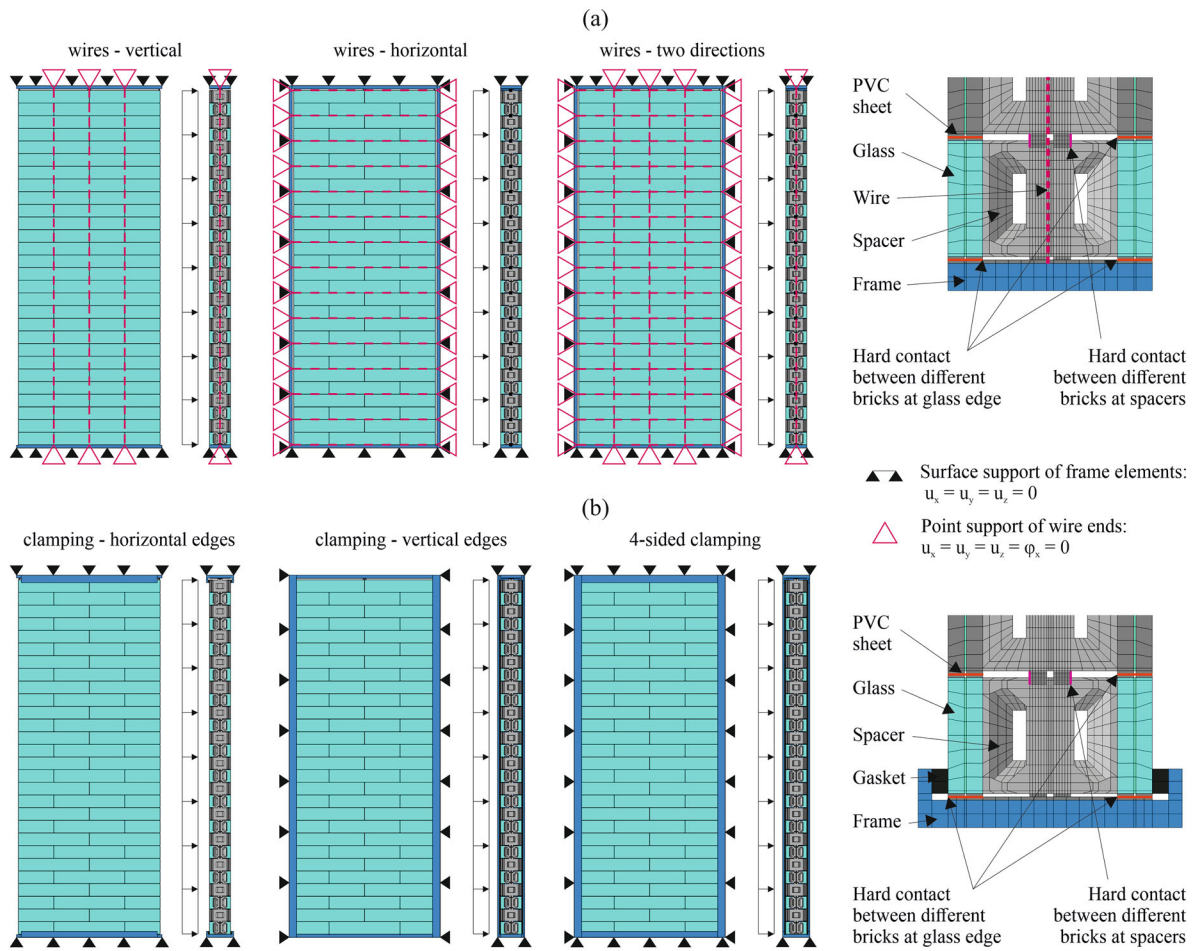 (a)
wires - vertical
wires - horizontal
wires - two directions
PVC
sheet
Glass
Wire
Spacer
Frame
Hard contact
between different
bricks at glass edge
Hard contact
between different
bricks at spacers
Surface support of frame elements:
uₓ = uᵧ = u_z = 0
Point support of wire ends:
uₓ = uᵧ = u_z = φₓ = 0
(b)
clamping - horizontal edges
clamping - vertical edges
4-sided clamping
PVC
sheet
Glass
Spacer
Gasket
Frame
Hard contact
between different
bricks at glass edge
Hard contact
between different
bricks at spacers